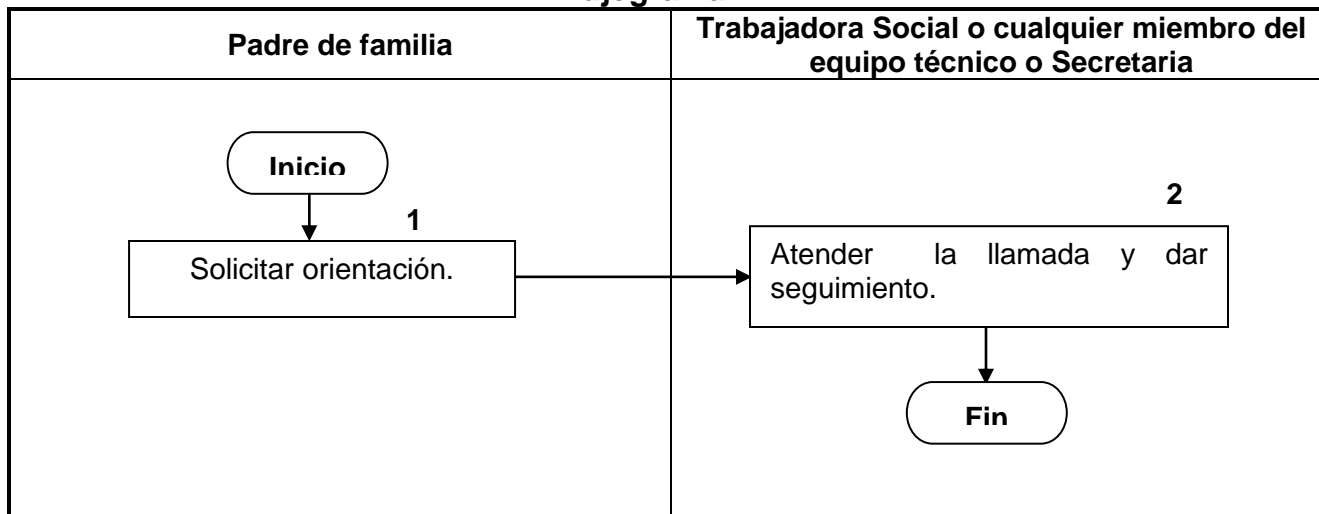 Padre de familia
Trabajadora Social o cualquier miembro del
equipo técnico o Secretaria
Inicio
1
Solicitar orientación.
2
Atender la llamada y dar
seguimiento.
Fin